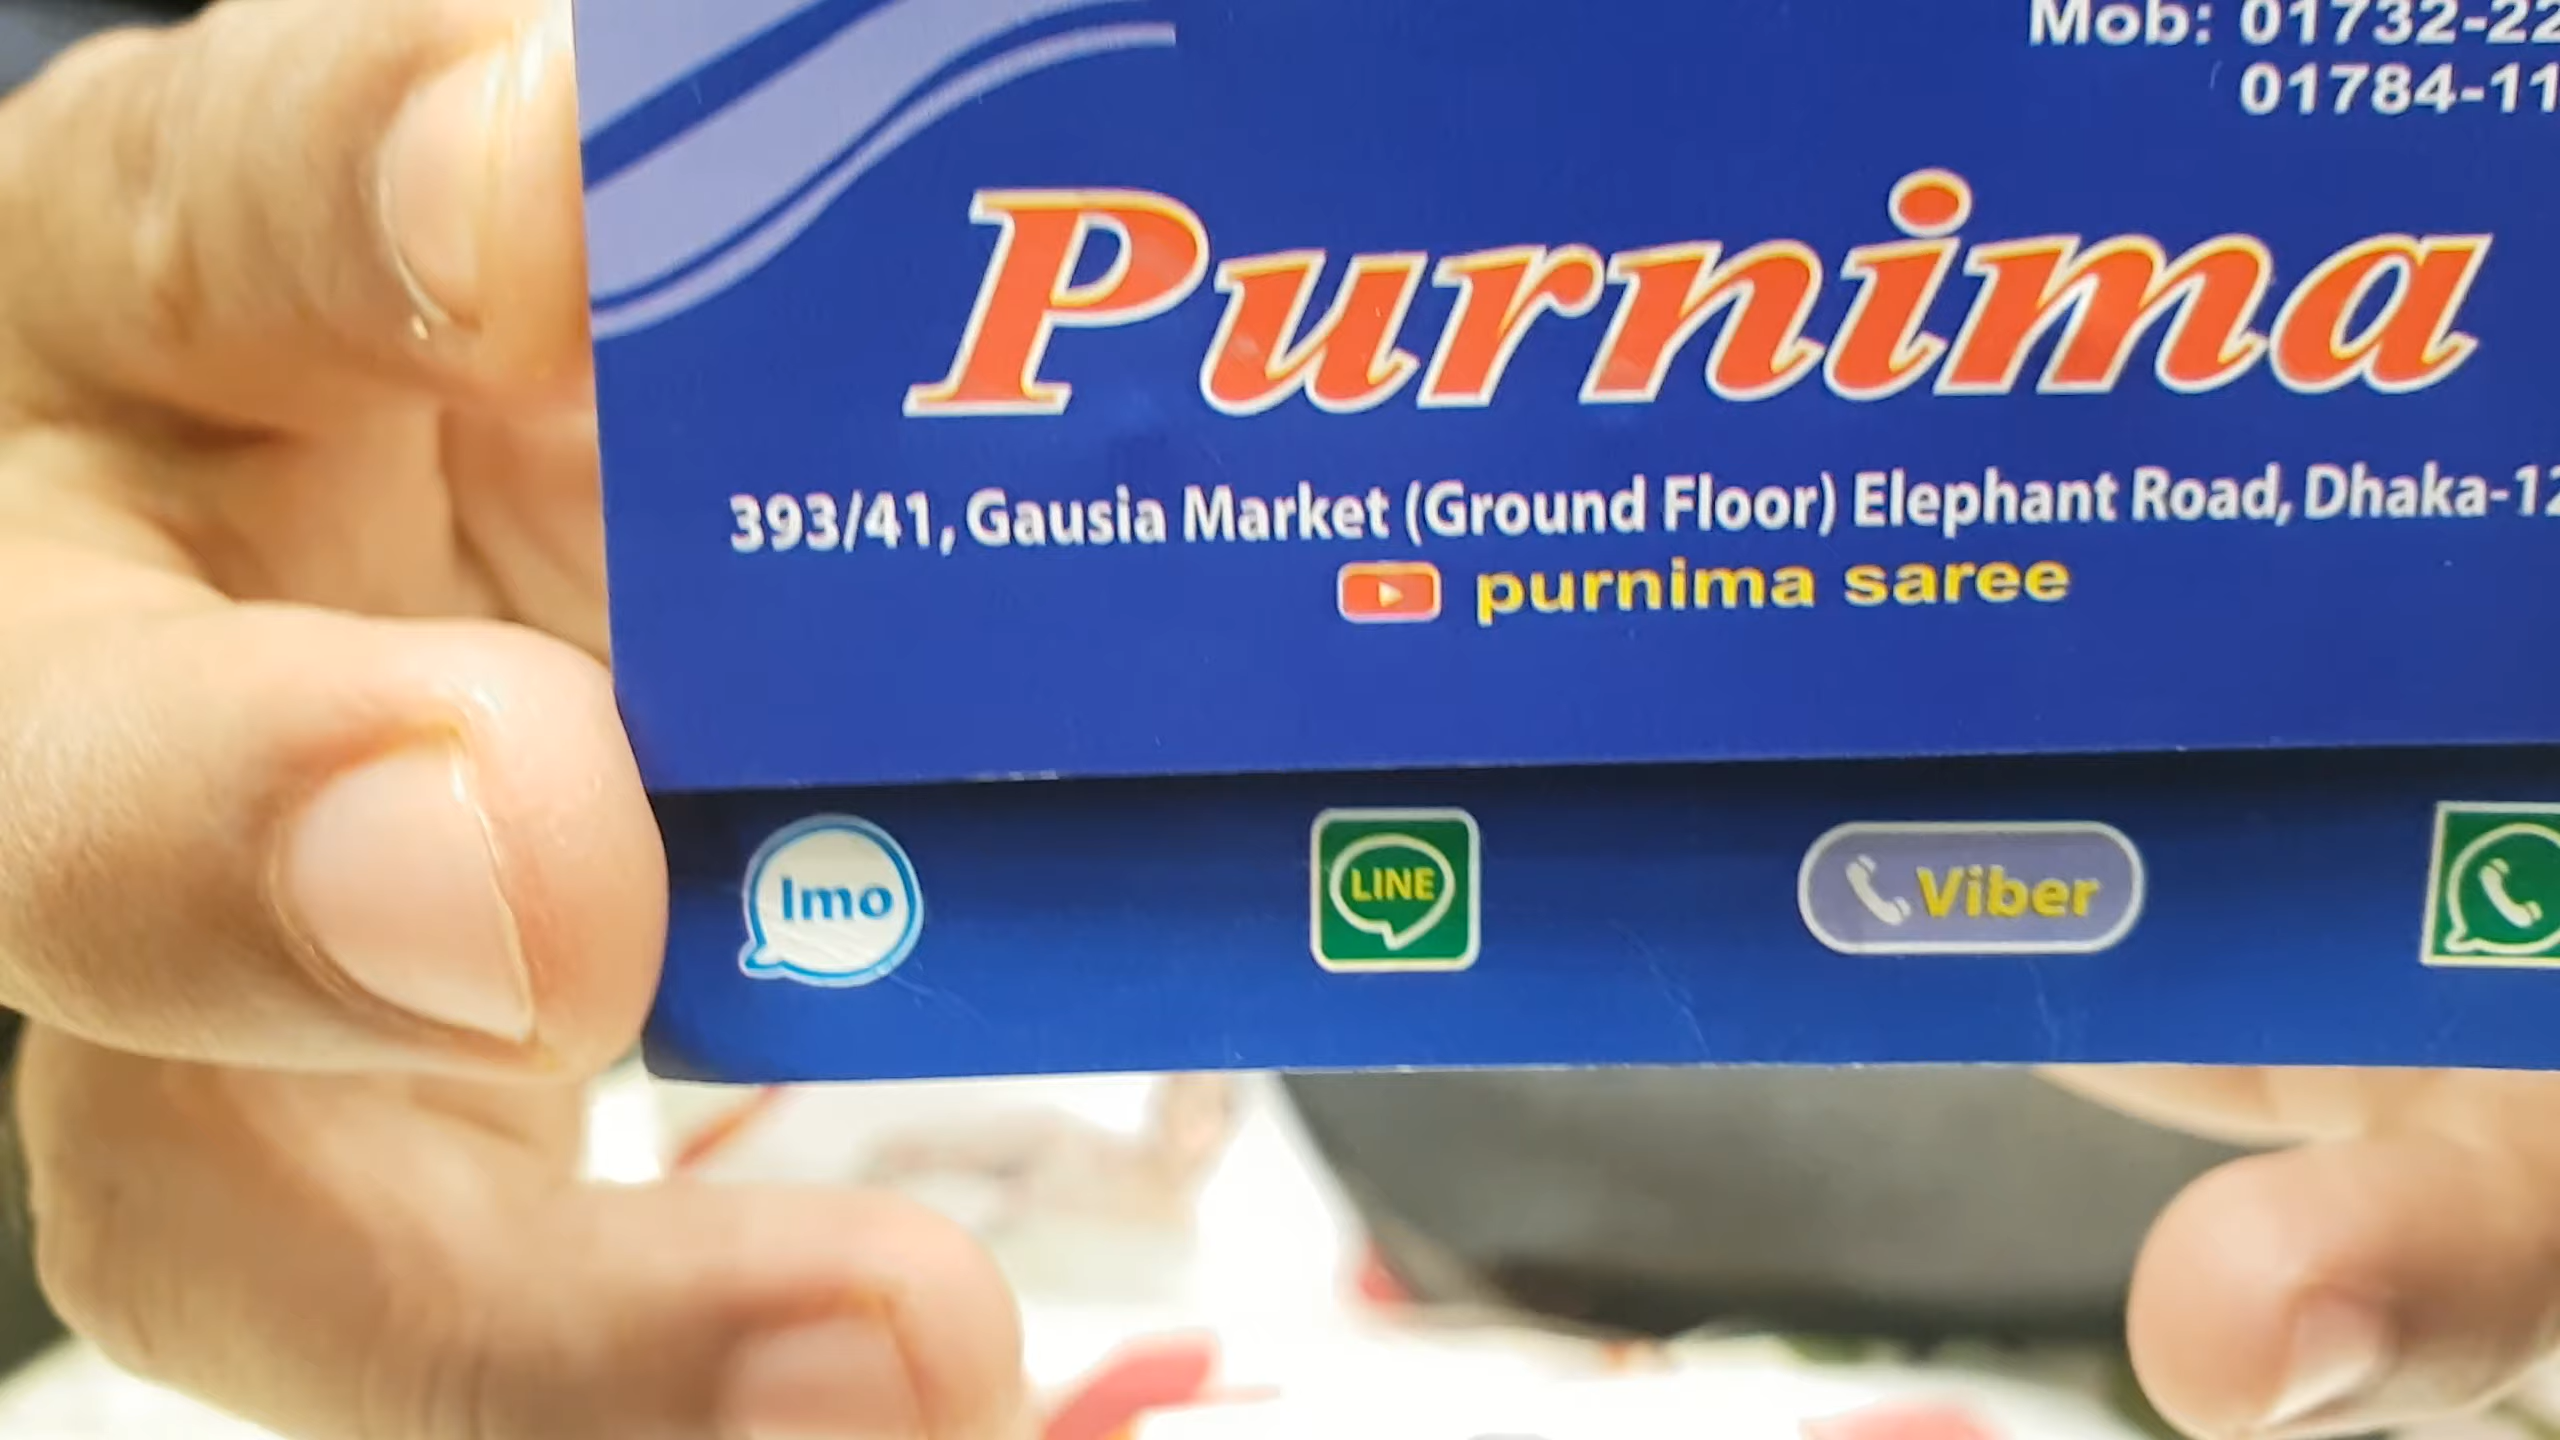 Mob: 01732-22
01784-11
Purnima
393/41, Gausia Market (Ground Floor) Elephant Road, Dhaka-12
purnima saree
Imo
LINE
Viber